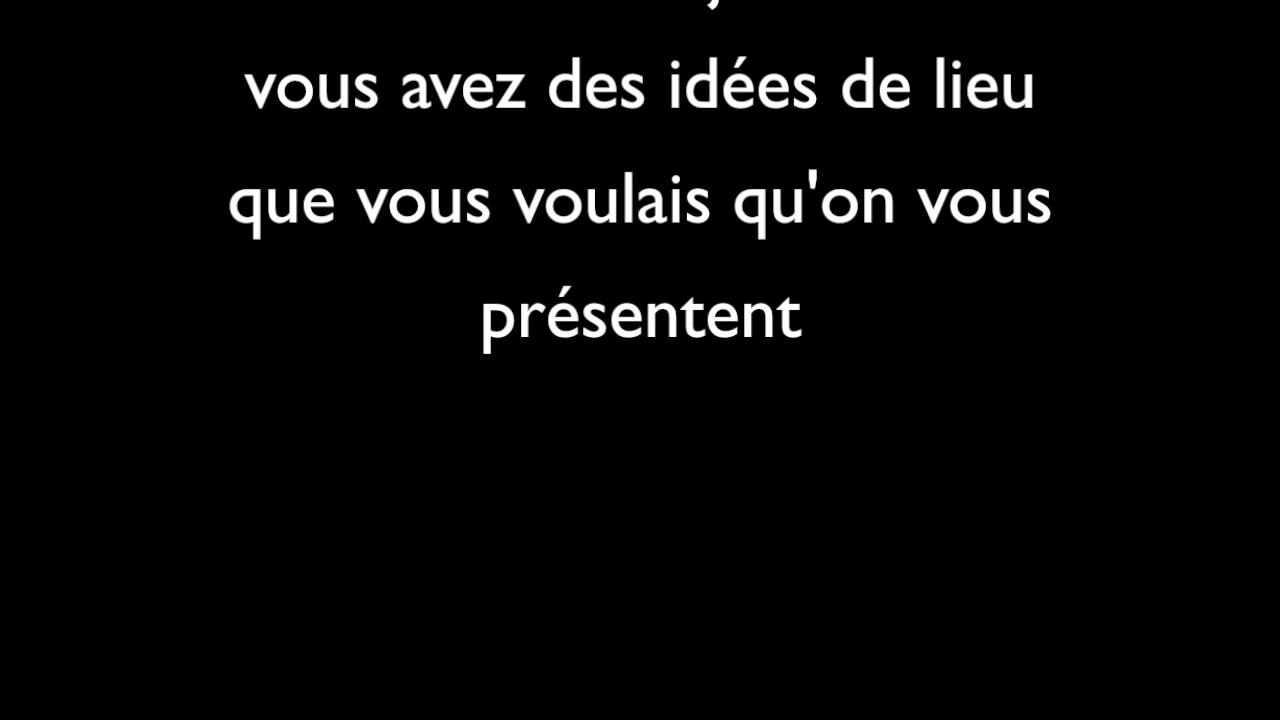 vous avez des idées de lieu
que vous voulais qu'on vous
présentent